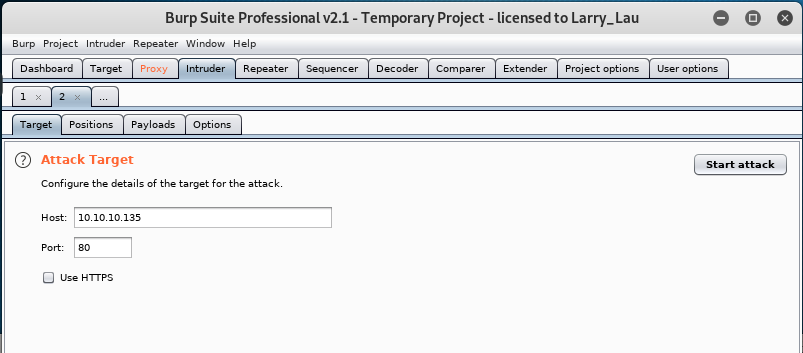 Burp Suite Professional v2.1 - Temporary Project - licensed to Larry_Lau
Burp Project Intruder Repeater Window Help
Dashboard Target Proxy Intruder Repeater Sequencer Decoder Comparer Extender Project options User options
1 × 2 × ...
Target Positions Payloads Options
? Attack Target
Start attack
Configure the details of the target for the attack.
Host: 10.10.10.135
Port: 80
Use HTTPS